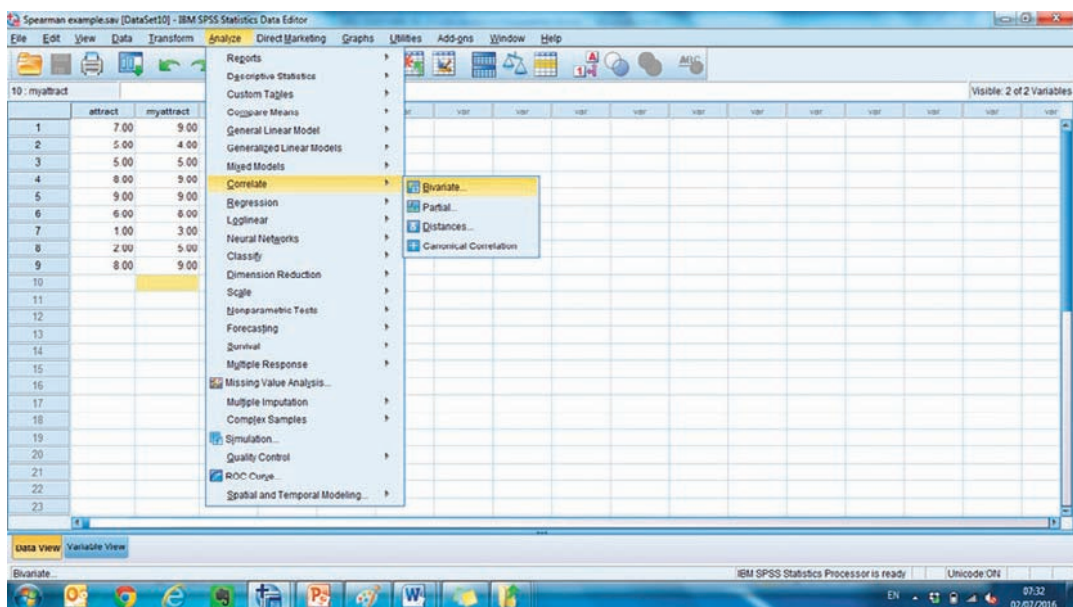 Spearman example.sav [DataSet10] - IBM SPSS Statistics Data Editor
File Edit View Data Transform Analyze Direct Marketing Graphs Utilities Add-ons Window Help
10 : myattract
Visible: 2 of 2 Variables
attract myattract var var var var var var var var var
1 7.00 9.00
2 5.00 4.00
3 5.00 5.00
4 8.00 9.00
5 9.00 9.00
6 6.00 8.00
7 1.00 3.00
8 2.00 5.00
9 8.00 9.00
10
11
12
13
14
15
16
17
18
19
20
21
22
23
Reports
Descriptive Statistics
Custom Tables
Compare Means
General Linear Model
Generalized Linear Models
Mixed Models
Correlate
Regression
Loglinear
Neural Networks
Classify
Dimension Reduction
Scale
Nonparametric Tests
Forecasting
Survival
Multiple Response
Missing Value Analysis...
Multiple Imputation
Complex Samples
Simulation...
Quality Control
ROC Curve...
Spatial and Temporal Modeling...
Bivariate...
Partial...
Distances...
Canonical Correlation
Data View Variable View
Bivariate...
IBM SPSS Statistics Processor is ready
Unicode:ON
EN
07:32
02/07/2016